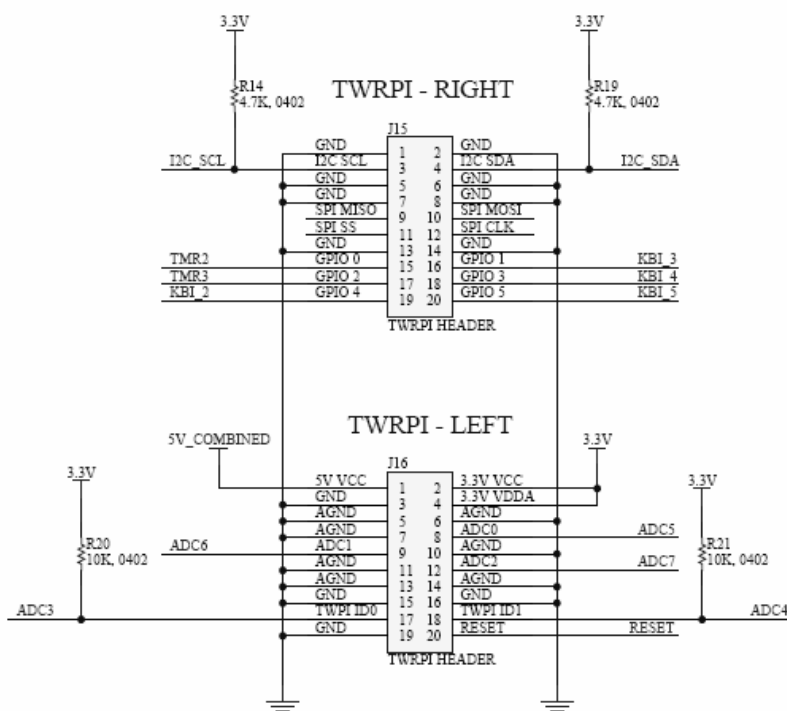 3.3V 3.3V
R14 R19
4.7K, 0402 4.7K, 0402
TWRPI - RIGHT
J15
GND 1 2 GND
I2C_SCL I2C SCL 3 4 I2C SDA I2C_SDA
GND 5 6 GND
GND 7 8 GND
SPI MISO 9 10 SPI MOSI
SPI SS 11 12 SPI CLK
GND 13 14 GND
TMR2 GPIO 0 15 16 GPIO 1 KBI_3
TMR3 GPIO 2 17 18 GPIO 3 KBI_4
KBI_2 GPIO 4 19 20 GPIO 5 KBI_5
TWRPI HEADER
TWRPI - LEFT
5V_COMBINED 3.3V
J16
3.3V 3.3V
5V VCC 1 2 3.3V VCC
GND 3 4 3.3V VDDA
AGND 5 6 AGND
AGND 7 8 ADC0 ADC5
R20 R21
10K, 0402 10K, 0402
ADC6 ADC1 9 10 AGND
AGND 11 12 ADC2 ADC7
AGND 13 14 AGND
GND 15 16 GND
ADC3 TWPI ID0 17 18 TWPI ID1 ADC4
GND 19 20 RESET RESET
TWRPI HEADER